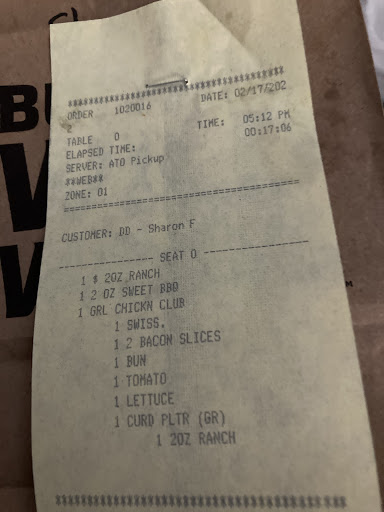 $$$$$$$$$$$$$$$$$$$$$$$$$$$$$$$$$$$$$$$$
ORDER 1020016 DATE: 02/17/202
TIME: 05:12 PM
TABLE 0 00:17:06
ELAPSED TIME:
SERVER: ATO Pickup
**WEB**
ZONE: 01
========================================
CUSTOMER: DD - Sharon F
---------------- SEAT 0 ----------------
1 $ 2OZ RANCH
1 2 OZ SWEET BBQ
1 GRL CHICKN CLUB
1 SWISS.
1 2 BACON SLICES
1 BUN
1 TOMATO
1 LETTUCE
1 CURD PLTR (GR)
1 2OZ RANCH
$$$$$$$$$$$$$$$$$$$$$$$$$$$$$$$$$$$$$$$$